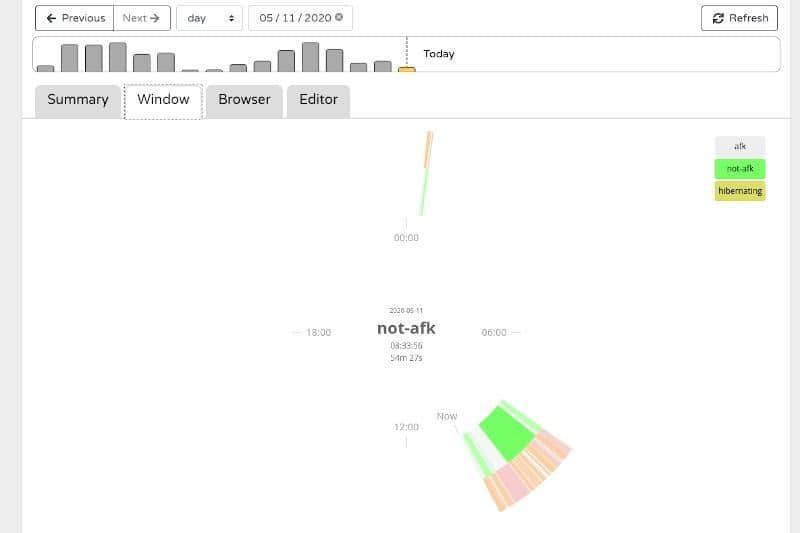 Previous Next day 05 / 11 / 2020 Refresh
Today
Summary Window Browser Editor
afk
not-afk
hibernating
00:00
2020-05-11
18:00 not-afk 06:00
08:33:56
54m 27s
Now
12:00